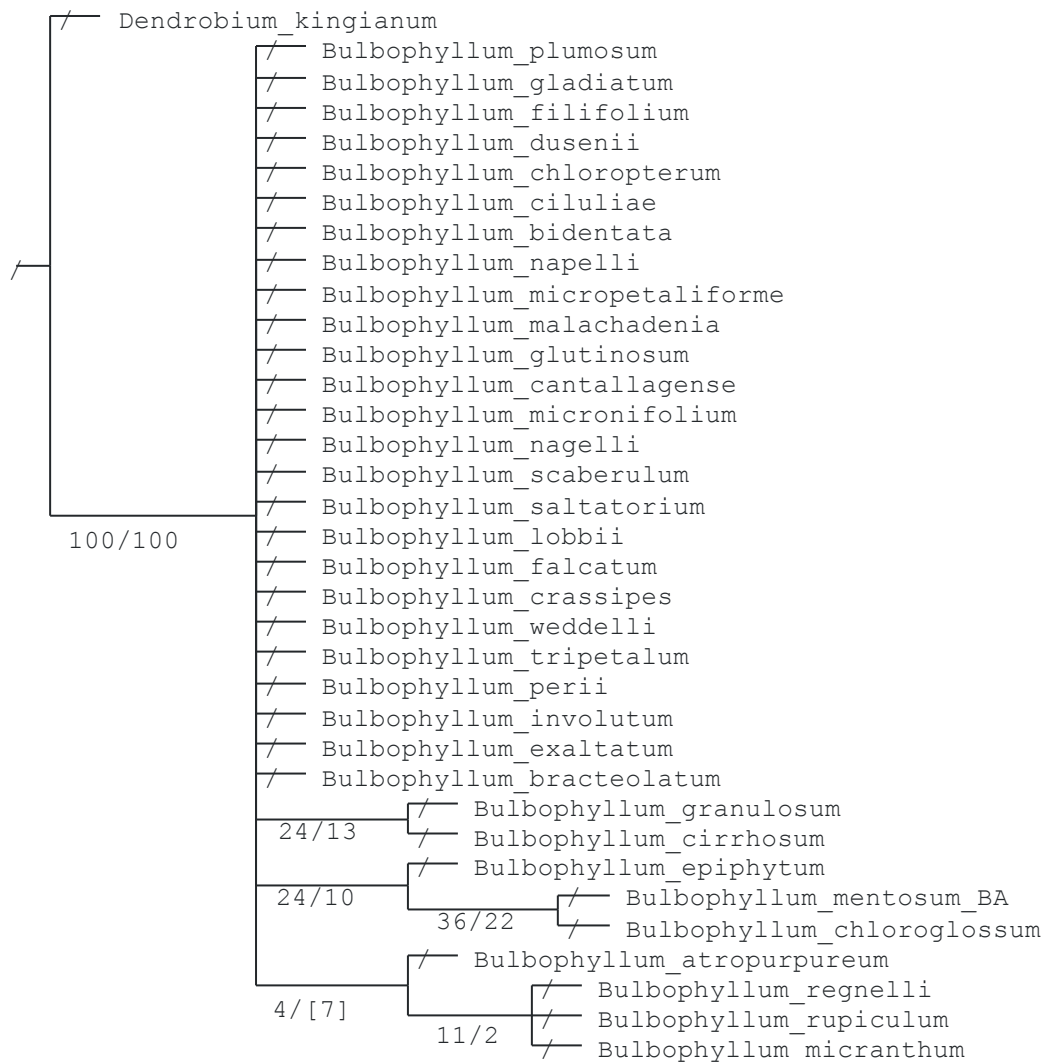 Dendrobium_kingianum
Bulbophyllum_plumosum
Bulbophyllum_gladiatum
Bulbophyllum_filifolium
Bulbophyllum_dusenii
Bulbophyllum_chloropterum
Bulbophyllum_ciluliae
Bulbophyllum_bidentata
Bulbophyllum_napelli
Bulbophyllum_micropetaliforme
Bulbophyllum_malachadenia
Bulbophyllum_glutinosum
Bulbophyllum_cantallagense
Bulbophyllum_micronifolium
Bulbophyllum_nagelli
Bulbophyllum_scaberulum
Bulbophyllum_saltatorium
100/100
Bulbophyllum_lobbii
Bulbophyllum_falcatum
Bulbophyllum_crassipes
Bulbophyllum_weddelli
Bulbophyllum_tripetalum
Bulbophyllum_perii
Bulbophyllum_involutum
Bulbophyllum_exaltatum
Bulbophyllum_bracteolatum
Bulbophyllum_granulosum
24/13
Bulbophyllum_cirrhosum
Bulbophyllum_epiphytum
24/10
Bulbophyllum_mentosum_BA
36/22
Bulbophyllum_chloroglossum
Bulbophyllum_atropurpureum
Bulbophyllum_regnelli
4/[7]
Bulbophyllum_rupiculum
11/2
Bulbophyllum_micranthum